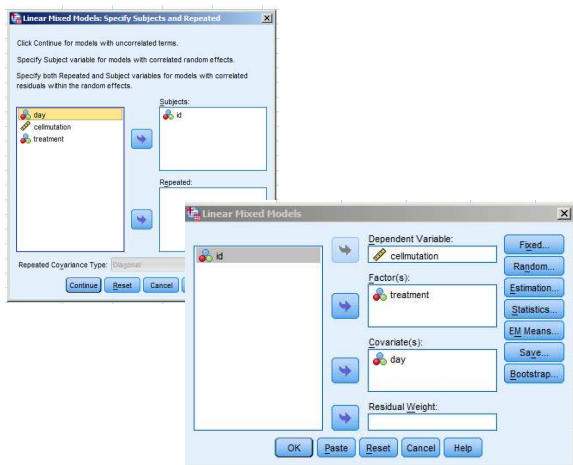 Linear Mixed Models: Specify Subjects and Repeated
Click Continue for models with uncorrelated terms.
Specify Subject variable for models with correlated random effects.
Specify both Repeated and Subject variables for models with correlated
residuals within the random effects.
day
cellmutation
treatment
Subjects:
id
Repeated:
Repeated Covariance Type: Diagonal
Continue
Reset
Cancel
Linear Mixed Models
id
Dependent Variable:
cellmutation
Factor(s):
treatment
Covariate(s):
day
Residual Weight:
Fixed...
Random...
Estimation...
Statistics...
EM Means...
Save...
Bootstrap...
OK
Paste
Reset
Cancel
Help